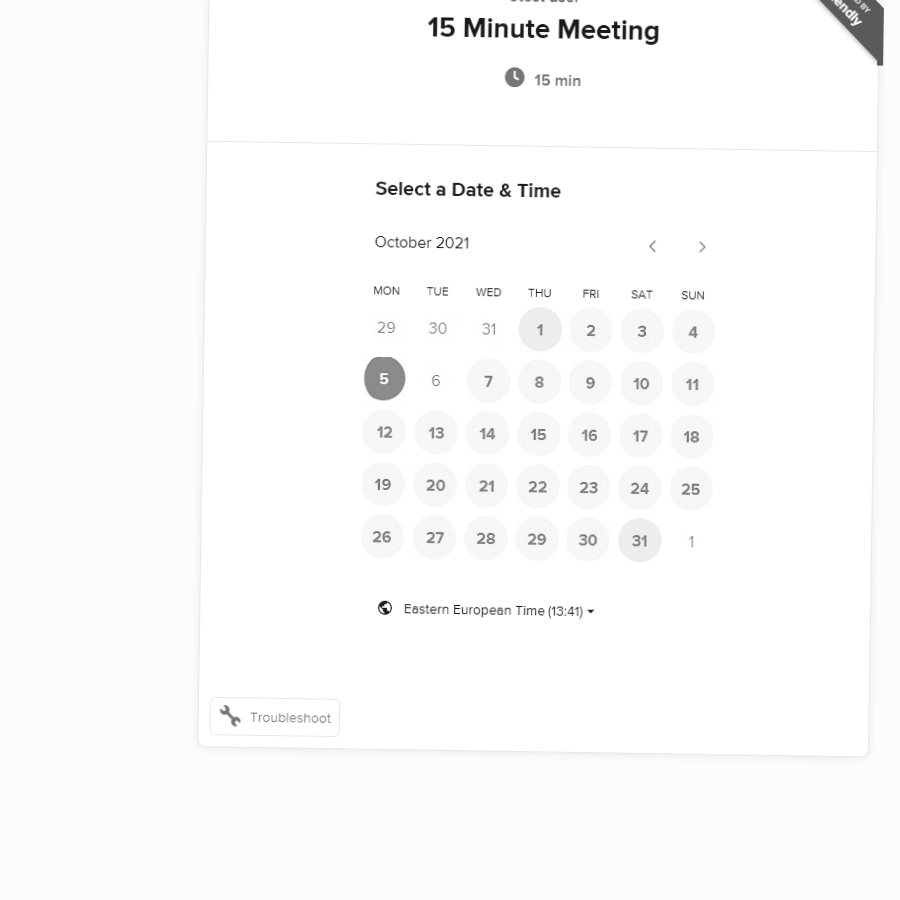 15 Minute Meeting
15 min
Select a Date & Time
October 2021
MON TUE WED THU FRI SAT SUN
29 30 31 1 2 3 4
5 6 7 8 9 10 11
12 13 14 15 16 17 18
19 20 21 22 23 24 25
26 27 28 29 30 31 1
Eastern European Time (13:41)
Troubleshoot